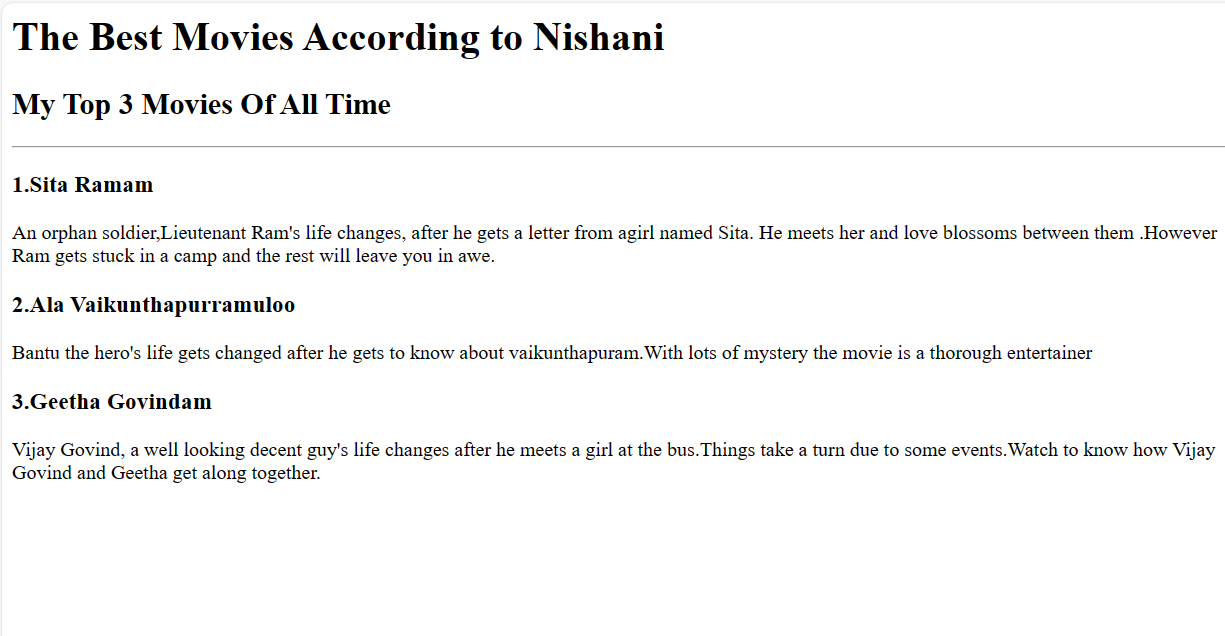 The Best Movies According to Nishani
My Top 3 Movies Of All Time
1.Sita Ramam
An orphan soldier,Lieutenant Ram's life changes, after he gets a letter from agirl named Sita. He meets her and love blossoms between them .However
Ram gets stuck in a camp and the rest will leave you in awe.
2.Ala Vaikunthapurramuloo
Bantu the hero's life gets changed after he gets to know about vaikunthapuram.With lots of mystery the movie is a thorough entertainer
3.Geetha Govindam
Vijay Govind, a well looking decent guy's life changes after he meets a girl at the bus.Things take a turn due to some events.Watch to know how Vijay
Govind and Geetha get along together.